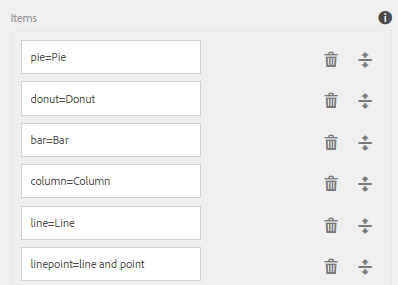 Items
pie=Pie
donut=Donut
bar=Bar
column=Column
line=Line
linepoint=line and point